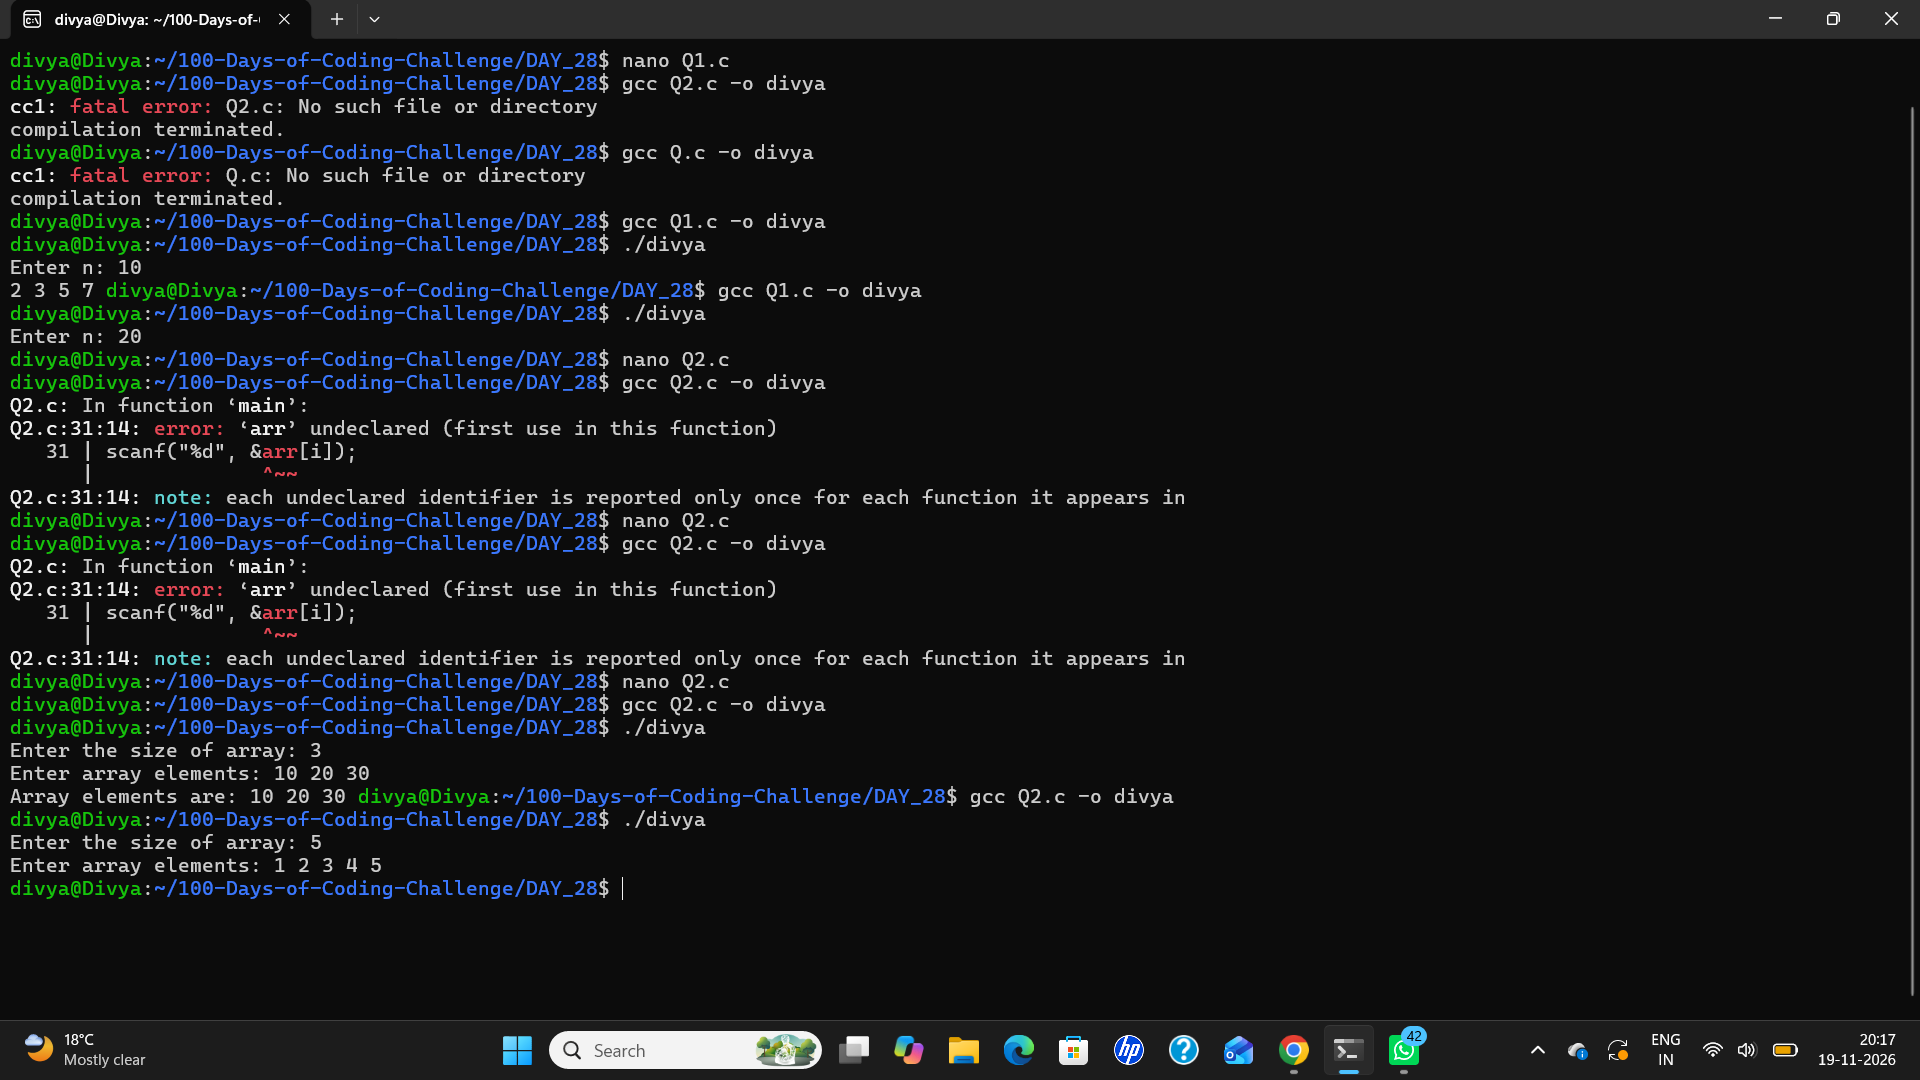 divya@Divya: ~/100-Days-of-(
divya@Divya:~/100-Days-of-Coding-Challenge/DAY_28$ nano Q1.c
divya@Divya:~/100-Days-of-Coding-Challenge/DAY_28$ gcc Q2.c -o divya
cc1: fatal error: Q2.c: No such file or directory
compilation terminated.
divya@Divya:~/100-Days-of-Coding-Challenge/DAY_28$ gcc Q.c -o divya
cc1: fatal error: Q.c: No such file or directory
compilation terminated.
divya@Divya:~/100-Days-of-Coding-Challenge/DAY_28$ gcc Q1.c -o divya
divya@Divya:~/100-Days-of-Coding-Challenge/DAY_28$ ./divya
Enter n: 10
2 3 5 7 divya@Divya:~/100-Days-of-Coding-Challenge/DAY_28$ gcc Q1.c -o divya
divya@Divya:~/100-Days-of-Coding-Challenge/DAY_28$ ./divya
Enter n: 20
divya@Divya:~/100-Days-of-Coding-Challenge/DAY_28$ nano Q2.c
divya@Divya:~/100-Days-of-Coding-Challenge/DAY_28$ gcc Q2.c -o divya
Q2.c: In function ‘main’:
Q2.c:31:14: error: ‘arr’ undeclared (first use in this function)
   31 | scanf("%d", &arr[i]);
      |              ^~~
Q2.c:31:14: note: each undeclared identifier is reported only once for each function it appears in
divya@Divya:~/100-Days-of-Coding-Challenge/DAY_28$ nano Q2.c
divya@Divya:~/100-Days-of-Coding-Challenge/DAY_28$ gcc Q2.c -o divya
Q2.c: In function ‘main’:
Q2.c:31:14: error: ‘arr’ undeclared (first use in this function)
   31 | scanf("%d", &arr[i]);
      |              ^~~
Q2.c:31:14: note: each undeclared identifier is reported only once for each function it appears in
divya@Divya:~/100-Days-of-Coding-Challenge/DAY_28$ nano Q2.c
divya@Divya:~/100-Days-of-Coding-Challenge/DAY_28$ gcc Q2.c -o divya
divya@Divya:~/100-Days-of-Coding-Challenge/DAY_28$ ./divya
Enter the size of array: 3
Enter array elements: 10 20 30
Array elements are: 10 20 30 divya@Divya:~/100-Days-of-Coding-Challenge/DAY_28$ gcc Q2.c -o divya
divya@Divya:~/100-Days-of-Coding-Challenge/DAY_28$ ./divya
Enter the size of array: 5
Enter array elements: 1 2 3 4 5
divya@Divya:~/100-Days-of-Coding-Challenge/DAY_28$
18°C
Mostly clear
Search
hp
42
ENG
IN
20:17
19-11-2026